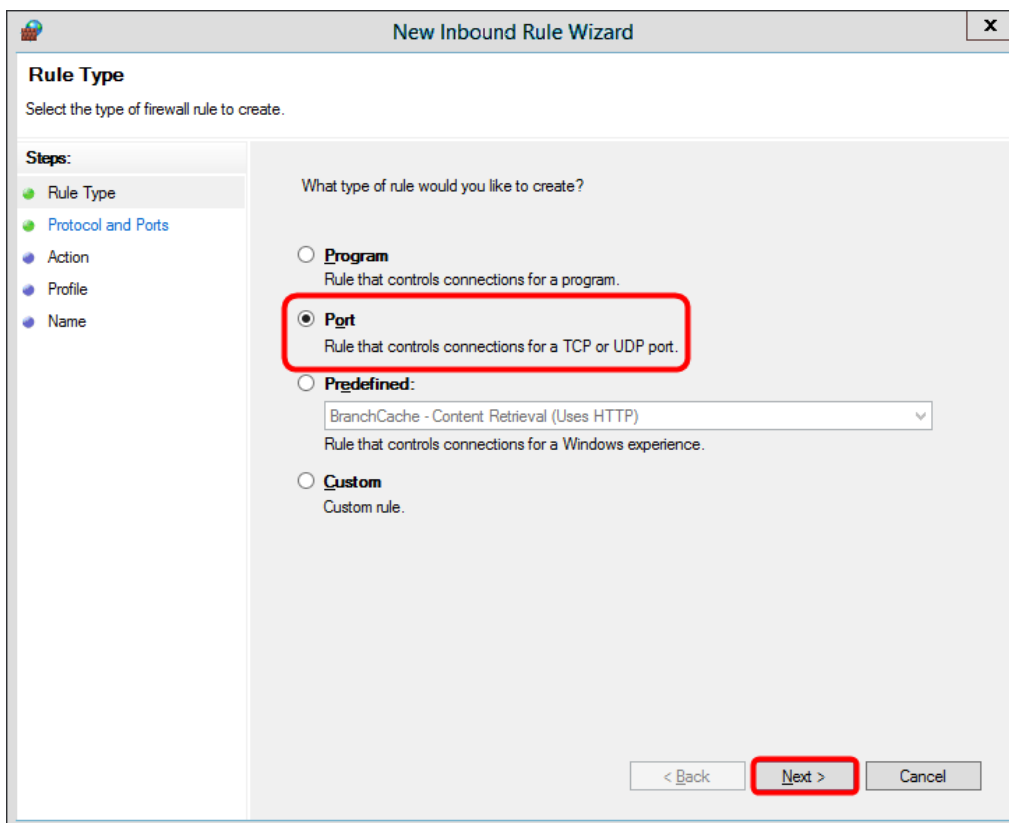 New Inbound Rule Wizard
x
Rule Type
Select the type of firewall rule to create.
Steps:
Rule Type
Protocol and Ports
Action
Profile
Name
What type of rule would you like to create?
Program
Rule that controls connections for a program.
Port
Rule that controls connections for a TCP or UDP port.
Predefined:
BranchCache - Content Retrieval (Uses HTTP)
Rule that controls connections for a Windows experience.
Custom
Custom rule.
< Back Next > Cancel